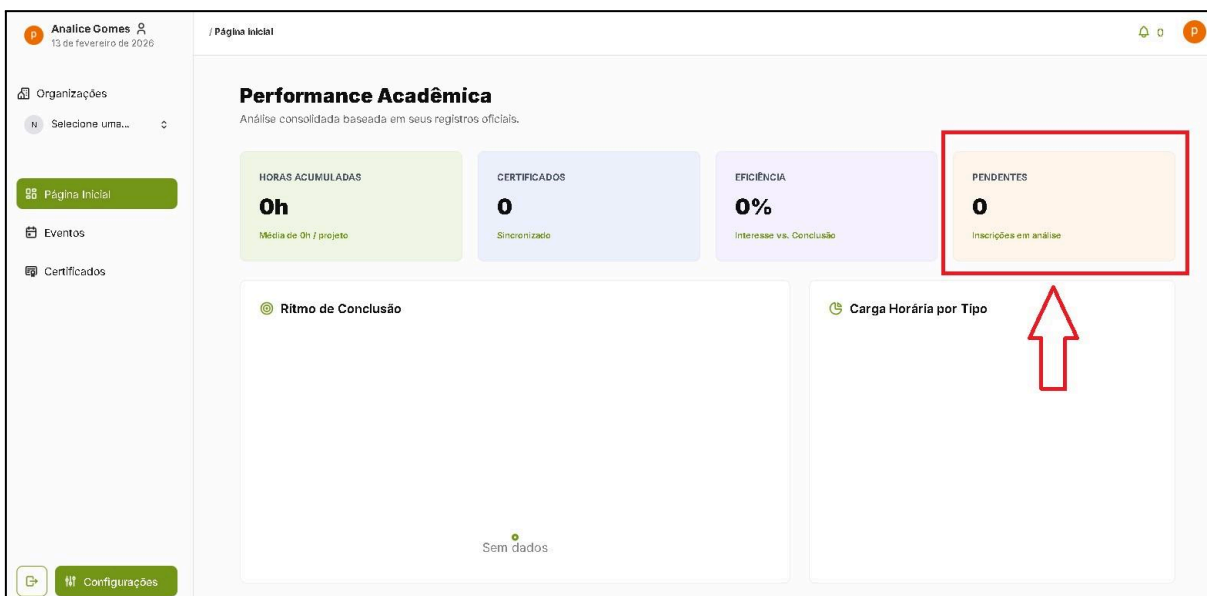 P
Analice Gomes
13 de fevereiro de 2026
/ Página inicial
0
P
Organizações
N Selecione uma...
Página Inicial
Eventos
Certificados
Performance Acadêmica
Análise consolidada baseada em seus registros oficiais.
HORAS ACUMULADAS
0h
Média de 0h / projeto
CERTIFICADOS
0
Sincronizado
EFICIÊNCIA
0%
Interesse vs. Conclusão
PENDENTES
0
Inscrições em análise
Ritmo de Conclusão
Sem dados
Carga Horária por Tipo
Configurações